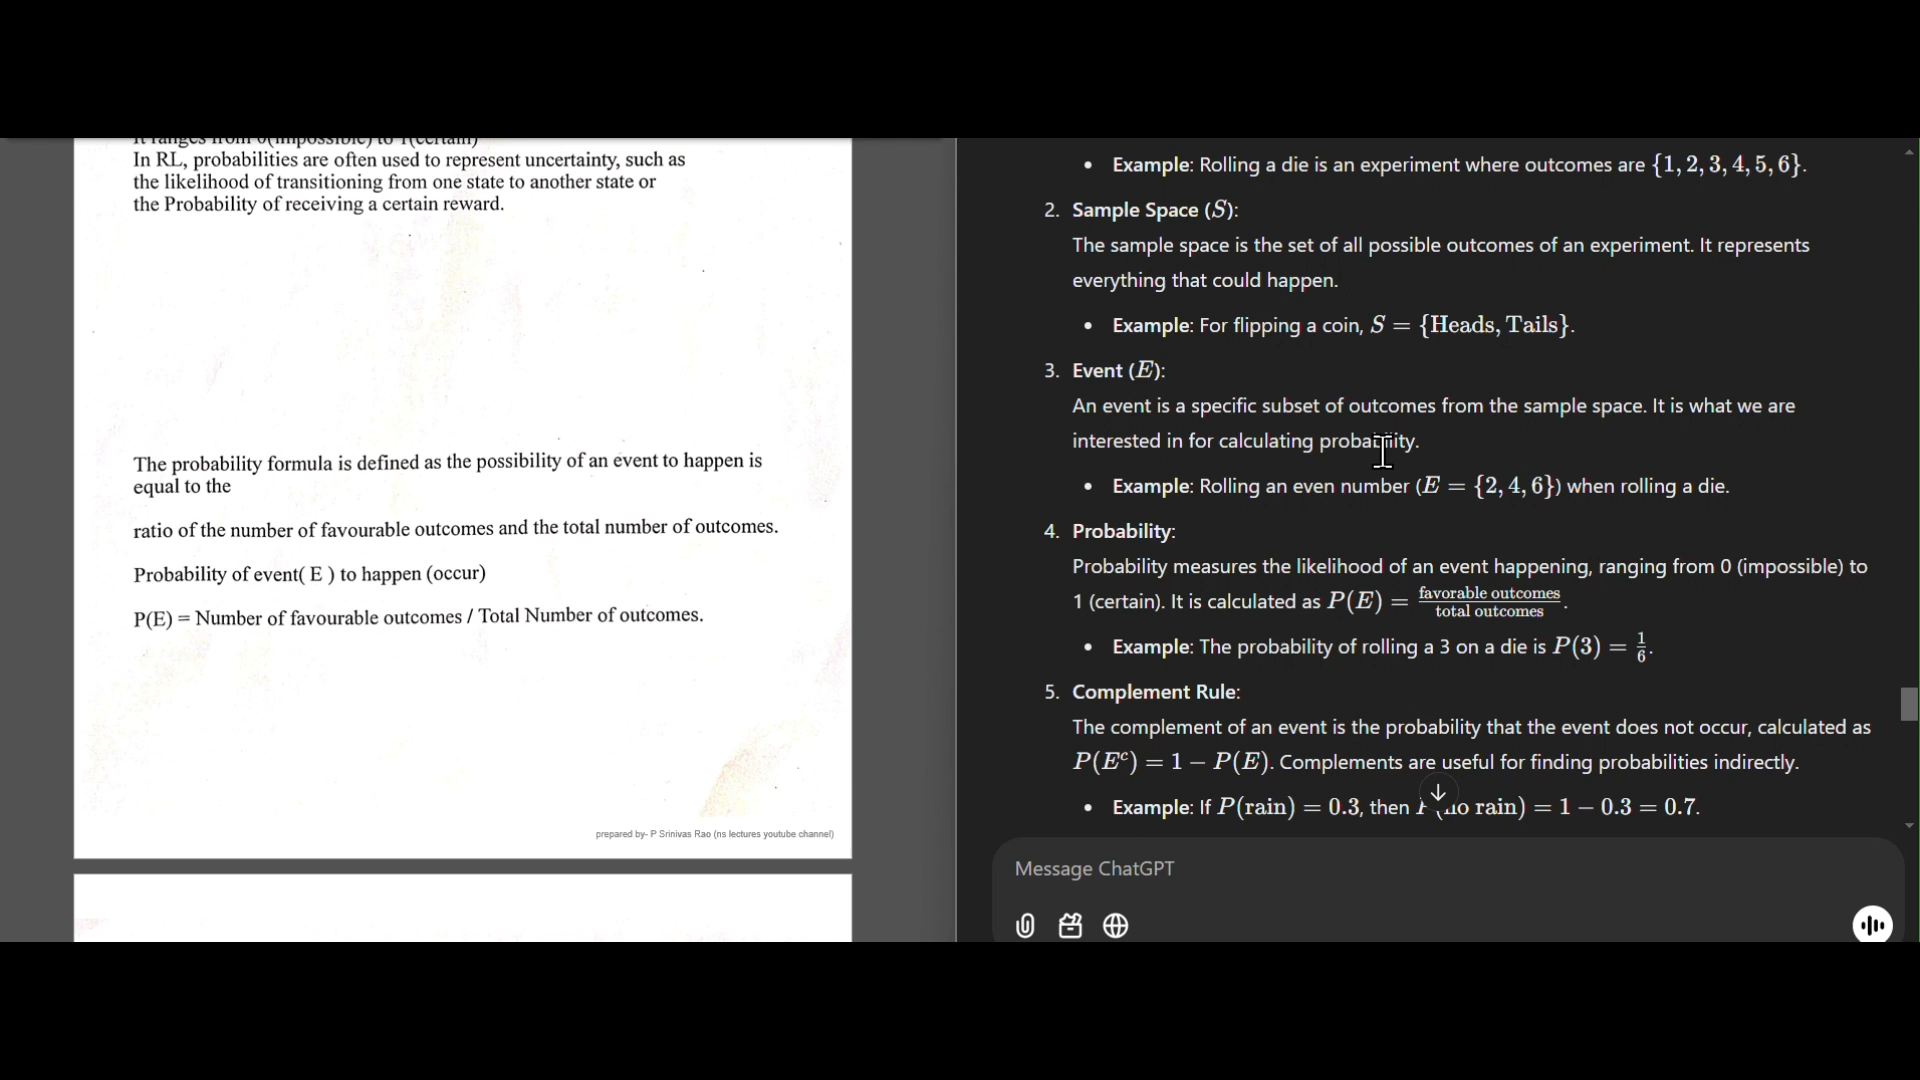 It ranges from 0(impossible) to 1(certain)
In RL, probabilities are often used to represent uncertainty, such as
the likelihood of transitioning from one state to another state or
the Probability of receiving a certain reward.
The probability formula is defined as the possibility of an event to happen is
equal to the
ratio of the number of favourable outcomes and the total number of outcomes.
Probability of event( E ) to happen (occur)
P(E) = Number of favourable outcomes / Total Number of outcomes.
prepared by- P Srinivas Rao (ns lectures youtube channel)
• Example: Rolling a die is an experiment where outcomes are {1, 2, 3, 4, 5, 6}.
2. Sample Space (S):
The sample space is the set of all possible outcomes of an experiment. It represents
everything that could happen.
• Example: For flipping a coin, S = {Heads, Tails}.
3. Event (E):
An event is a specific subset of outcomes from the sample space. It is what we are
interested in for calculating probability.
• Example: Rolling an even number (E = {2, 4, 6}) when rolling a die.
4. Probability:
Probability measures the likelihood of an event happening, ranging from 0 (impossible) to
1 (certain). It is calculated as P(E) = favorable outcomes / total outcomes.
• Example: The probability of rolling a 3 on a die is P(3) = 1/6.
5. Complement Rule:
The complement of an event is the probability that the event does not occur, calculated as
P(Eᶜ) = 1 − P(E). Complements are useful for finding probabilities indirectly.
• Example: If P(rain) = 0.3, then P(no rain) = 1 − 0.3 = 0.7.
Message ChatGPT